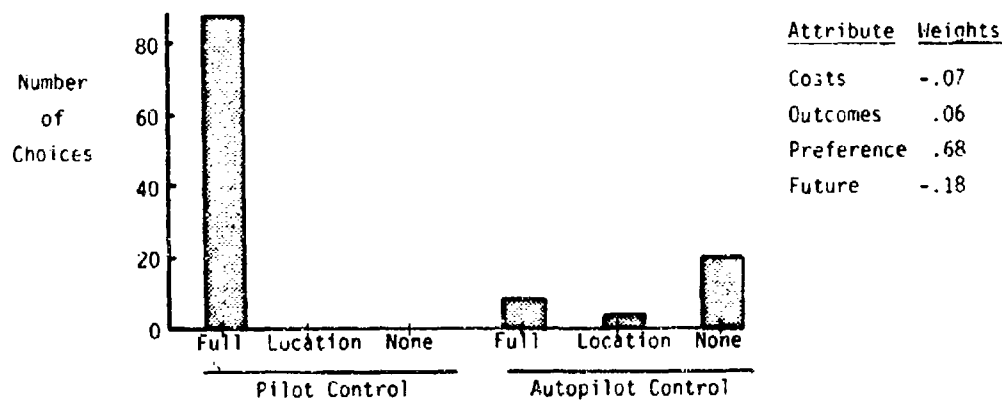 Number
of
Choices
80
60
40
20
0
Full Location None
Pilot Control
Full Location None
Autopilot Control
Attribute Weights
Costs -.07
Outcomes .06
Preference .68
Future -.18